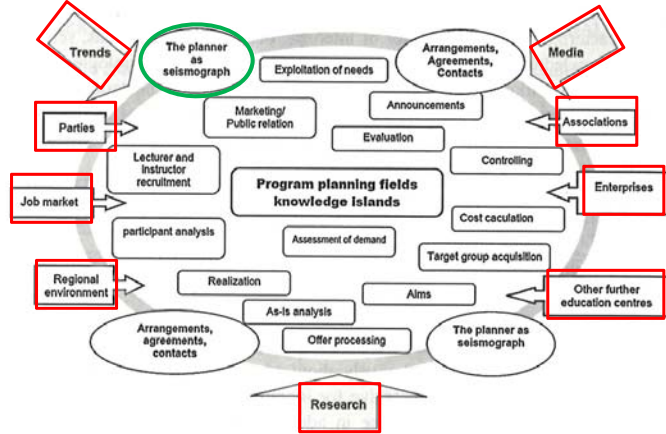 Trends
The planner
as
seismograph
Arrangements,
Agreements,
Contacts
Media
Exploitation of needs
Marketing/
Public relation
Announcements
Parties
Evaluation
Associations
Lecturer and
Instructor
recruitment
Controlling
Program planning fields
knowledge islands
Job market
Enterprises
participant analysis
Cost caculation
Assessment of demand
Target group acquisition
Regional
environment
Realization
Aims
Other further
education centres
As-is analysis
Arrangements,
agreements,
contacts
Offer processing
The planner as
seismograph
Research